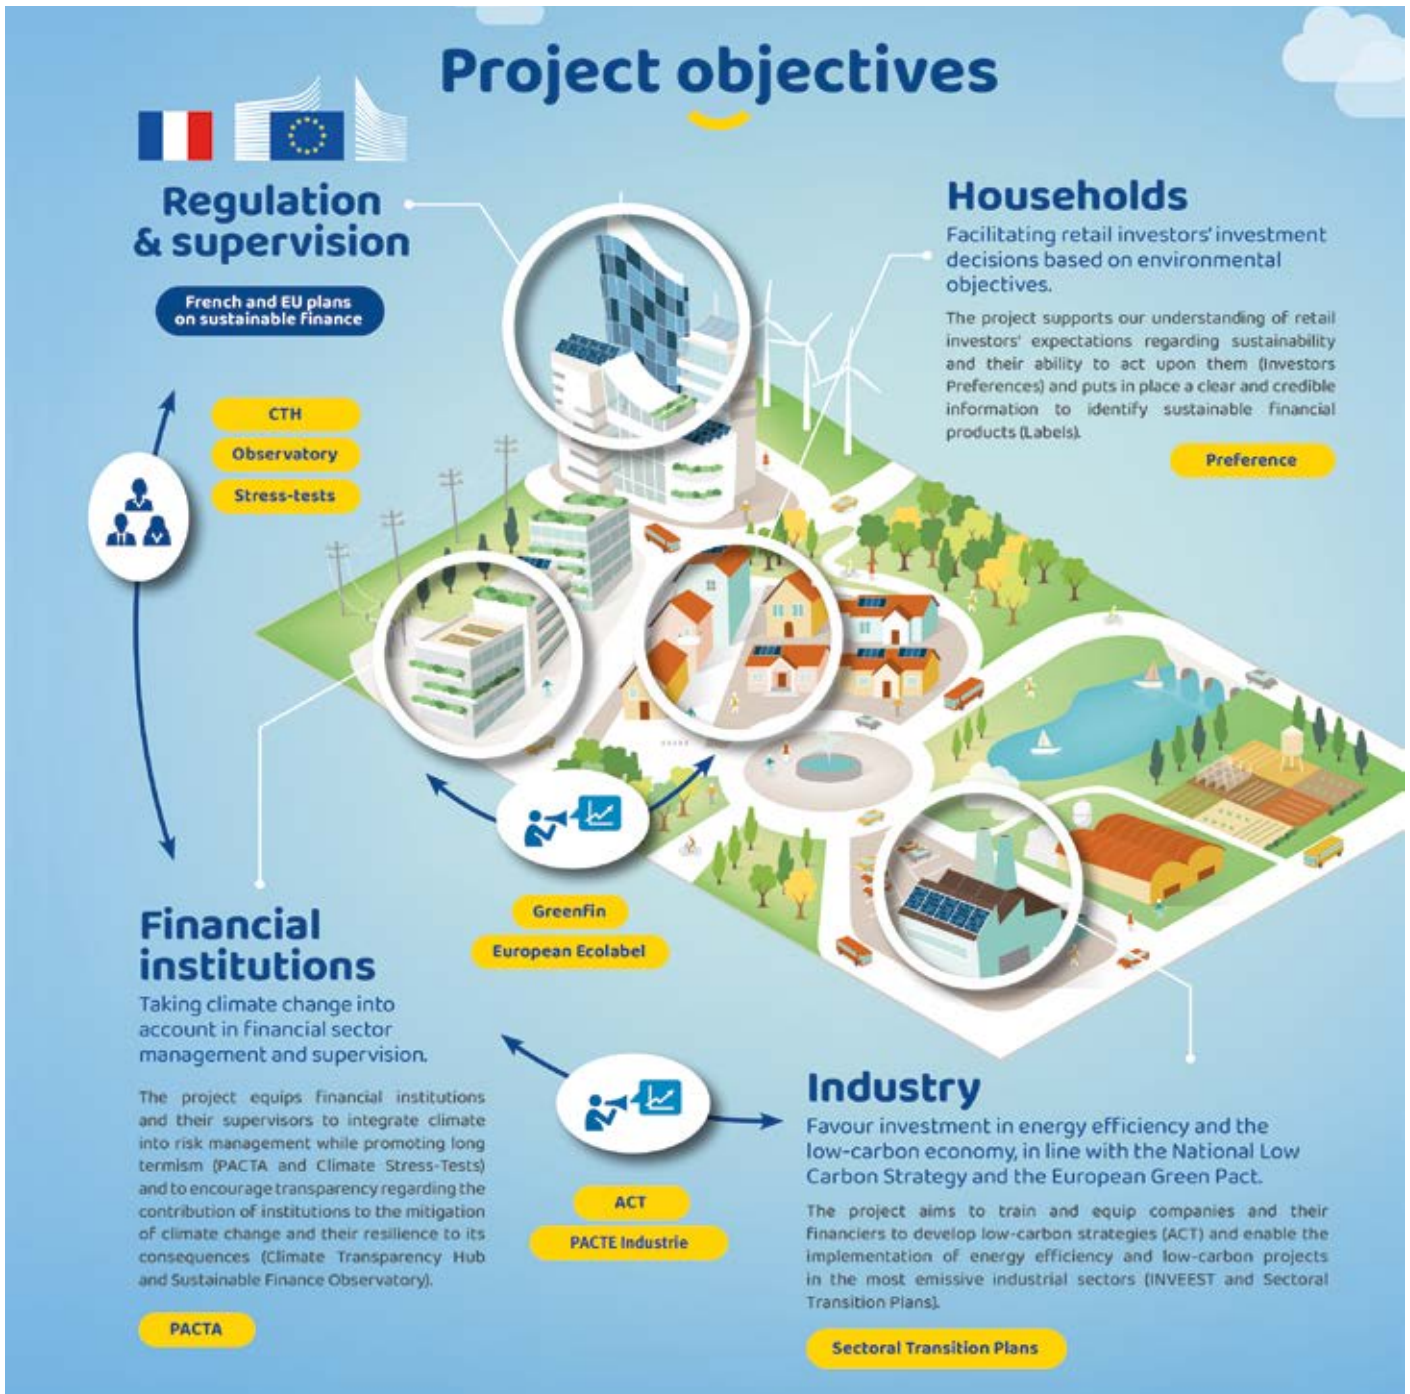 Project objectives
Regulation
& supervision
French and EU plans
on sustainable finance
CTH
Observatory
Stress-tests
Households
Facilitating retail investors' investment
decisions based on environmental
objectives.
The project supports our understanding of retail
investors' expectations regarding sustainability
and their ability to act upon them (Investors
Preferences) and puts in place a clear and credible
information to identify sustainable financial
products (Labels).
Preference
Greenfin
European Ecolabel
Financial
institutions
Taking climate change into
account in financial sector
management and supervision.
The project equips financial institutions
and their supervisors to integrate climate
into risk management while promoting long
termism (PACTA and Climate Stress-Tests)
and to encourage transparency regarding the
contribution of institutions to the mitigation
of climate change and their resilience to its
consequences (Climate Transparency Hub
and Sustainable Finance Observatory).
PACTA
ACT
PACTE Industrie
Industry
Favour investment in energy efficiency and the
low-carbon economy, in line with the National Low
Carbon Strategy and the European Green Pact.
The project aims to train and equip companies and their
financiers to develop low-carbon strategies (ACT) and enable the
implementation of energy efficiency and low-carbon projects
in the most emissive industrial sectors (INVEEST and Sectoral
Transition Plans).
Sectoral Transition Plans